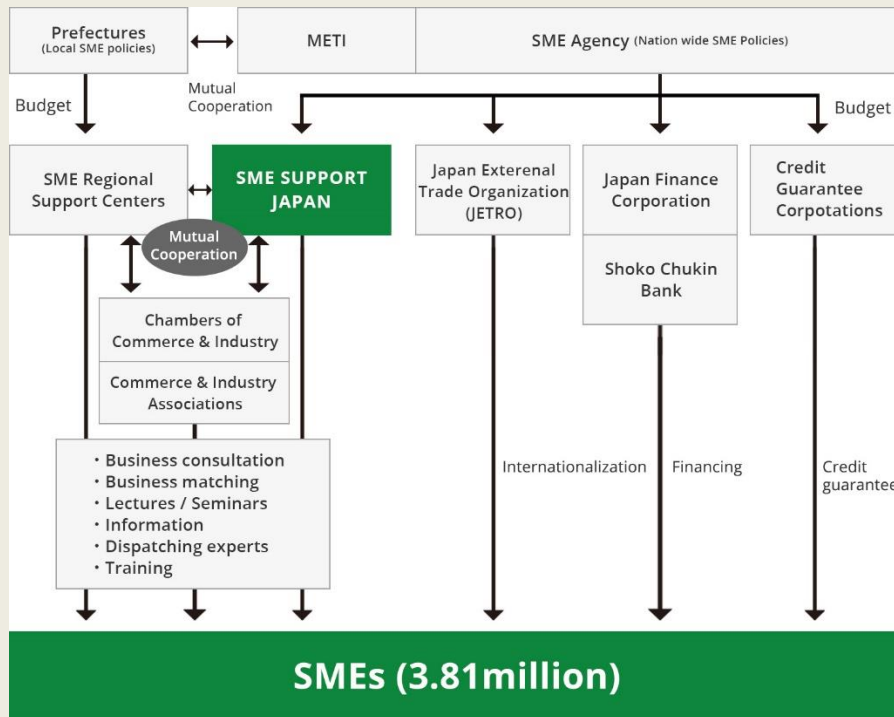 Prefectures
(Local SME policies)
METI
SME Agency (Nation wide SME Policies)
Budget
Mutual
Cooperation
Budget
SME Regional
Support Centers
SME SUPPORT
JAPAN
Japan Exterenal
Trade Organization
(JETRO)
Japan Finance
Corporation
Credit
Guarantee
Corpotations
Mutual
Cooperation
Shoko Chukin
Bank
Chambers of
Commerce & Industry
Commerce & Industry
Associations
・Business consultation
・Business matching
・Lectures / Seminars
・Information
・Dispatching experts
・Training
Internationalization
Financing
Credit
guarantee
SMEs (3.81million)